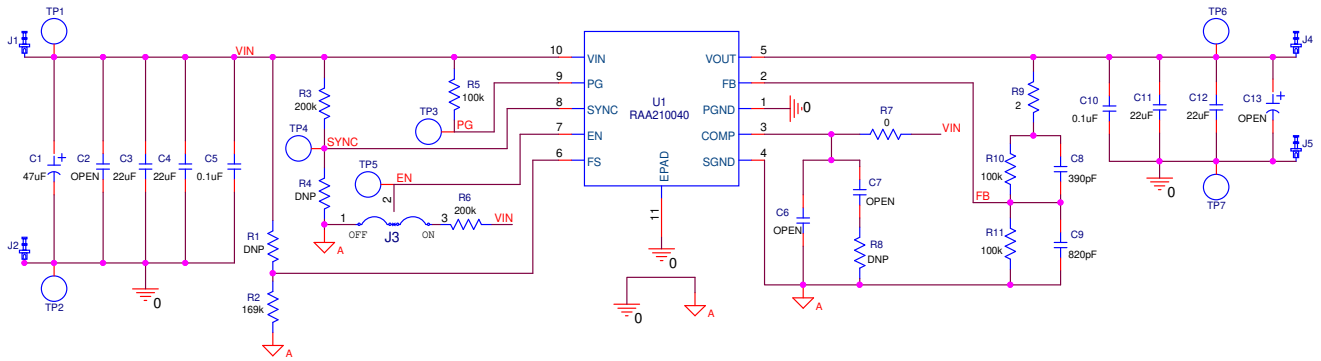 TP1
J1
VIN
C1
47uF
C2
OPEN
C3
22uF
C4
22uF
C5
0.1uF
J2
TP2
0
R1
DNP
R2
169k
A
R3
200k
TP4
SYNC
R4
DNP
A
R5
100k
TP3
PG
TP5
EN
2
1
OFF
J3
ON
3
R6
200k
VIN
10
9
8
7
6
VIN
PG
SYNC
EN
FS
U1
RAA210040
EPAD
11
0
VOUT
FB
PGND
COMP
SGND
5
2
1
3
4
0
0
A
R7
0
VIN
C6
OPEN
C7
OPEN
R8
DNP
A
R9
2
R10
100k
C8
390pF
FB
R11
100k
C9
820pF
C10
0.1uF
C11
22uF
C12
22uF
C13
OPEN
0
TP6
J4
J5
TP7